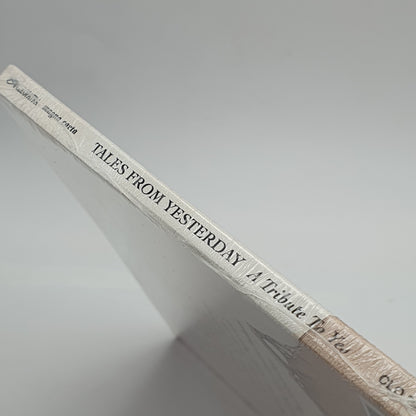 magna carta TALES FROM YESTERDAY A Tribute To Yes